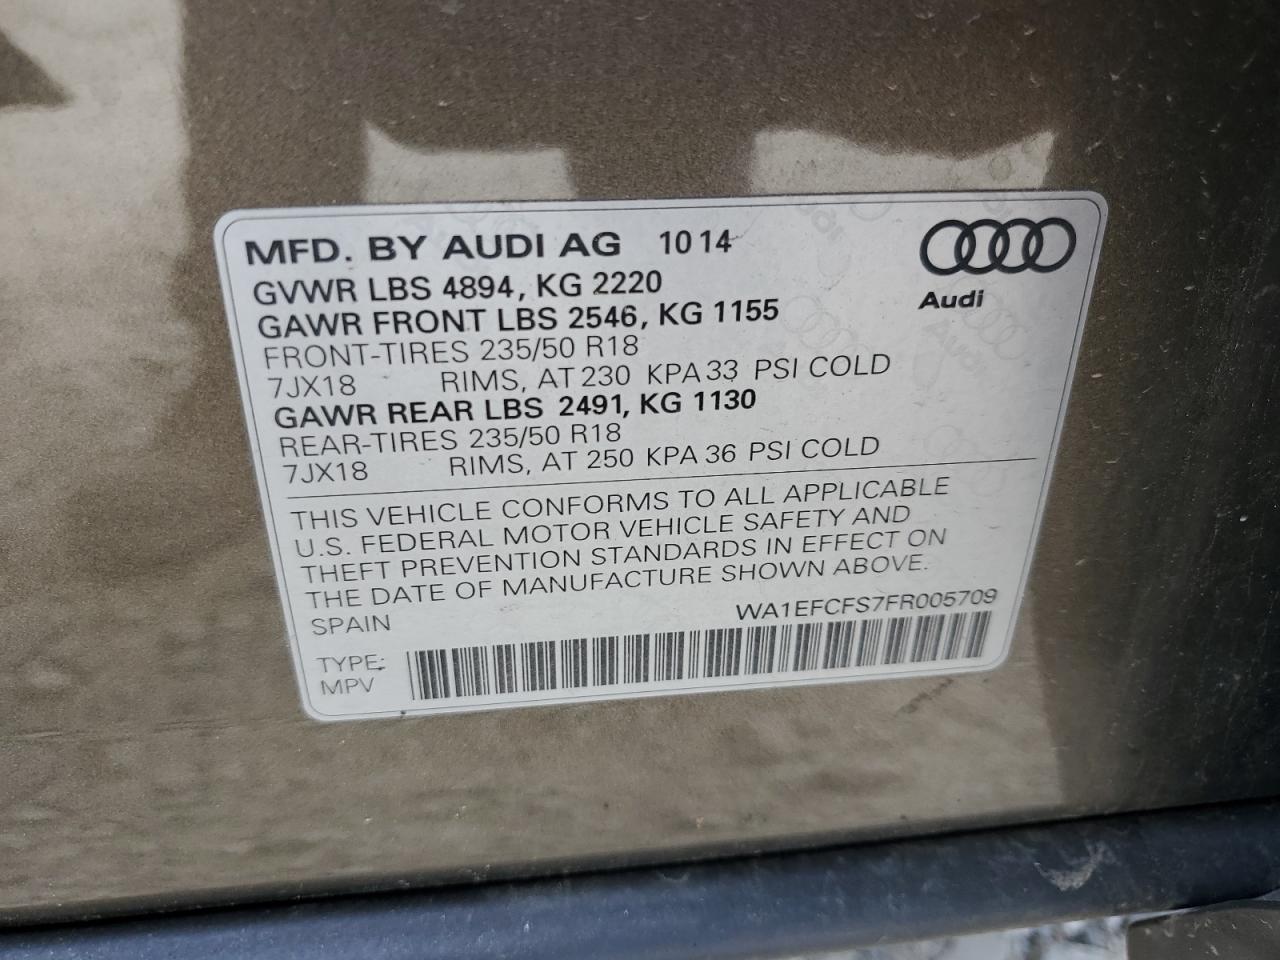 MFD. BY AUDI AG 10 14
Audi
GVWR LBS 4894, KG 2220
GAWR FRONT LBS 2546, KG 1155
FRONT-TIRES 235/50 R18
7JX18 RIMS, AT 230 KPA 33 PSI COLD
GAWR REAR LBS 2491, KG 1130
REAR-TIRES 235/50 R18
7JX18 RIMS, AT 250 KPA 36 PSI COLD
THIS VEHICLE CONFORMS TO ALL APPLICABLE
U.S. FEDERAL MOTOR VEHICLE SAFETY AND
THEFT PREVENTION STANDARDS IN EFFECT ON
THE DATE OF MANUFACTURE SHOWN ABOVE.
SPAIN WA1EFCFS7FR005709
TYPE:
MPV